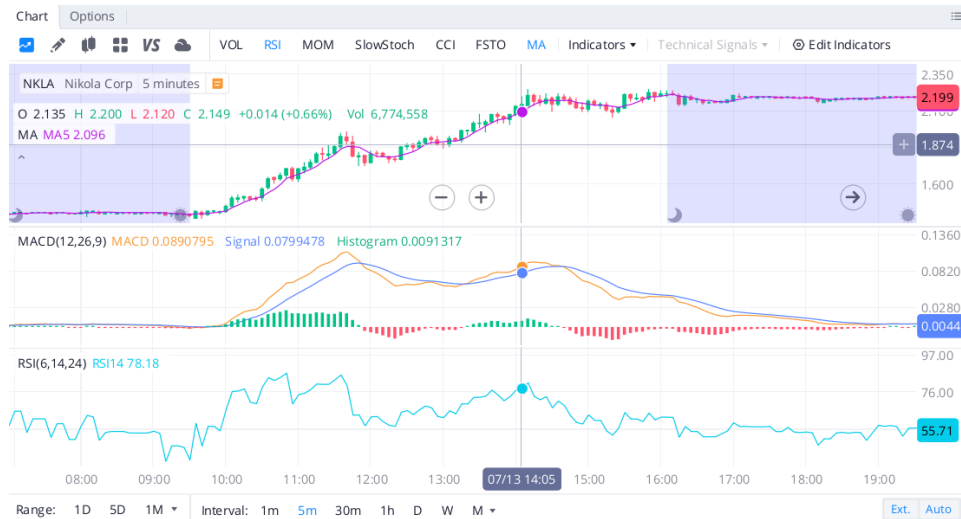 Chart Options
VS VOL RSI MOM SlowStoch CCI FSTO MA Indicators Technical Signals Edit Indicators
NKLA Nikola Corp 5 minutes
2.350
2.199
O 2.135 H 2.200 L 2.120 C 2.149 +0.014 (+0.66%) Vol 6,774,558
MA MA5 2.096
1.874
1.600
MACD(12,26,9) MACD 0.0890795 Signal 0.0799478 Histogram 0.0091317
0.1360
0.0820
0.0280
0.0044
RSI(6,14,24) RSI14 78.18
97.00
76.00
55.71
08:00 09:00 10:00 11:00 12:00 13:00 07/13 14:05 15:00 16:00 17:00 18:00 19:00
Range: 1D 5D 1M Interval: 1m 5m 30m 1h D W M Ext. Auto